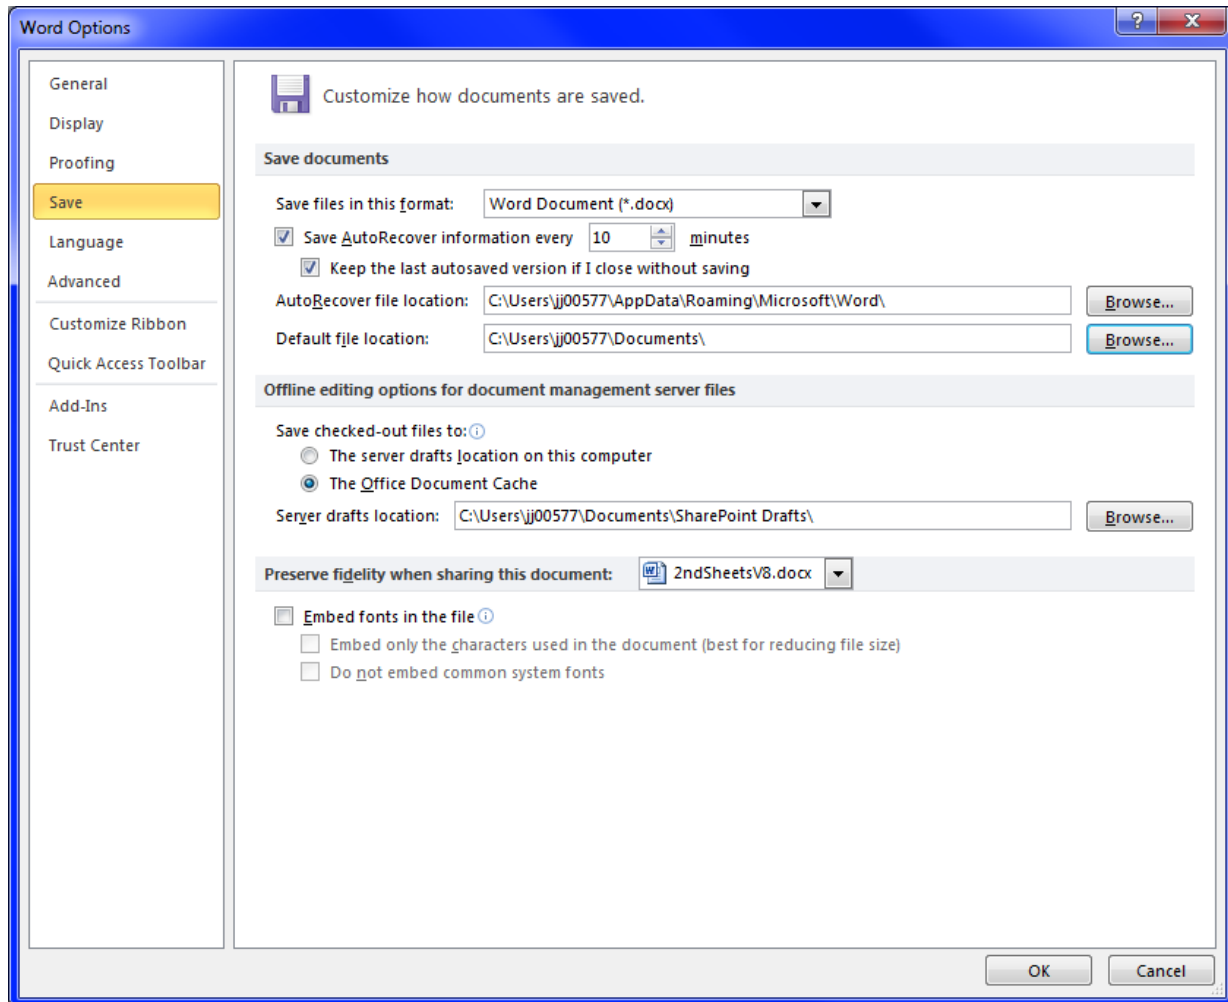 Word Options
General
Display
Proofing
Save
Language
Advanced
Customize Ribbon
Quick Access Toolbar
Add-Ins
Trust Center
Customize how documents are saved.
Save documents
Save files in this format: Word Document (*.docx)
Save AutoRecover information every 10 minutes
Keep the last autosaved version if I close without saving
AutoRecover file location: C:\Users\jj00577\AppData\Roaming\Microsoft\Word\ Browse...
Default file location: C:\Users\jj00577\Documents\ Browse...
Offline editing options for document management server files
Save checked-out files to:
The server drafts location on this computer
The Office Document Cache
Server drafts location: C:\Users\jj00577\Documents\SharePoint Drafts\ Browse...
Preserve fidelity when sharing this document: 2ndSheetsV8.docx
Embed fonts in the file
Embed only the characters used in the document (best for reducing file size)
Do not embed common system fonts
OK Cancel